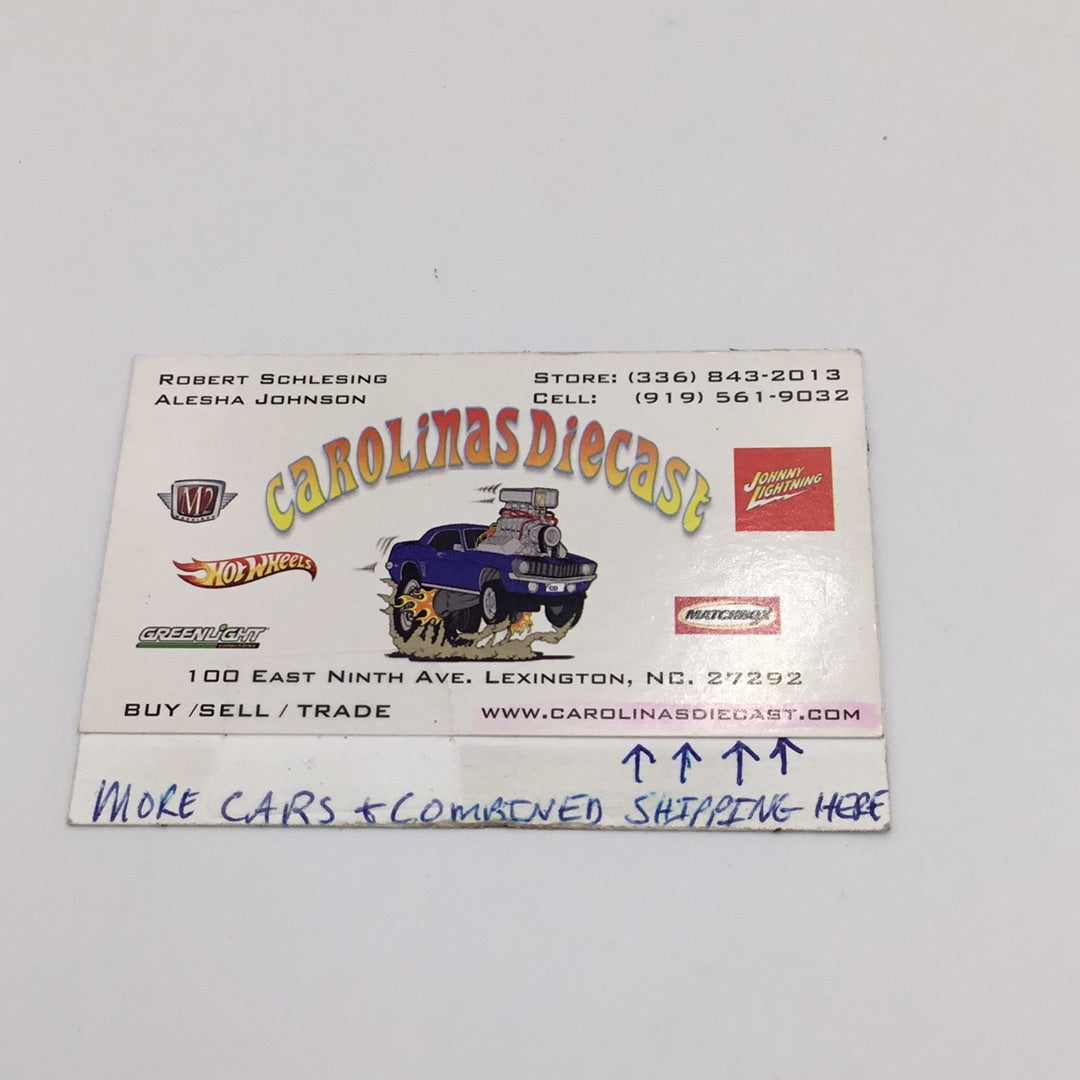 ROBERT SCHLESING
ALESHA JOHNSON
STORE: (336) 843-2013
CELL: (919) 561-9032
CAROLINAS DIECAST
M2
JOHNNY
LIGHTNING
HOT WHEELS
MATCHBOX
GREENLIGHT
CD
100 EAST NINTH AVE. LEXINGTON, NC. 27292
BUY /SELL / TRADE
WWW.CAROLINASDIECAST.COM
MORE CARS + COMBINED SHIPPING HERE